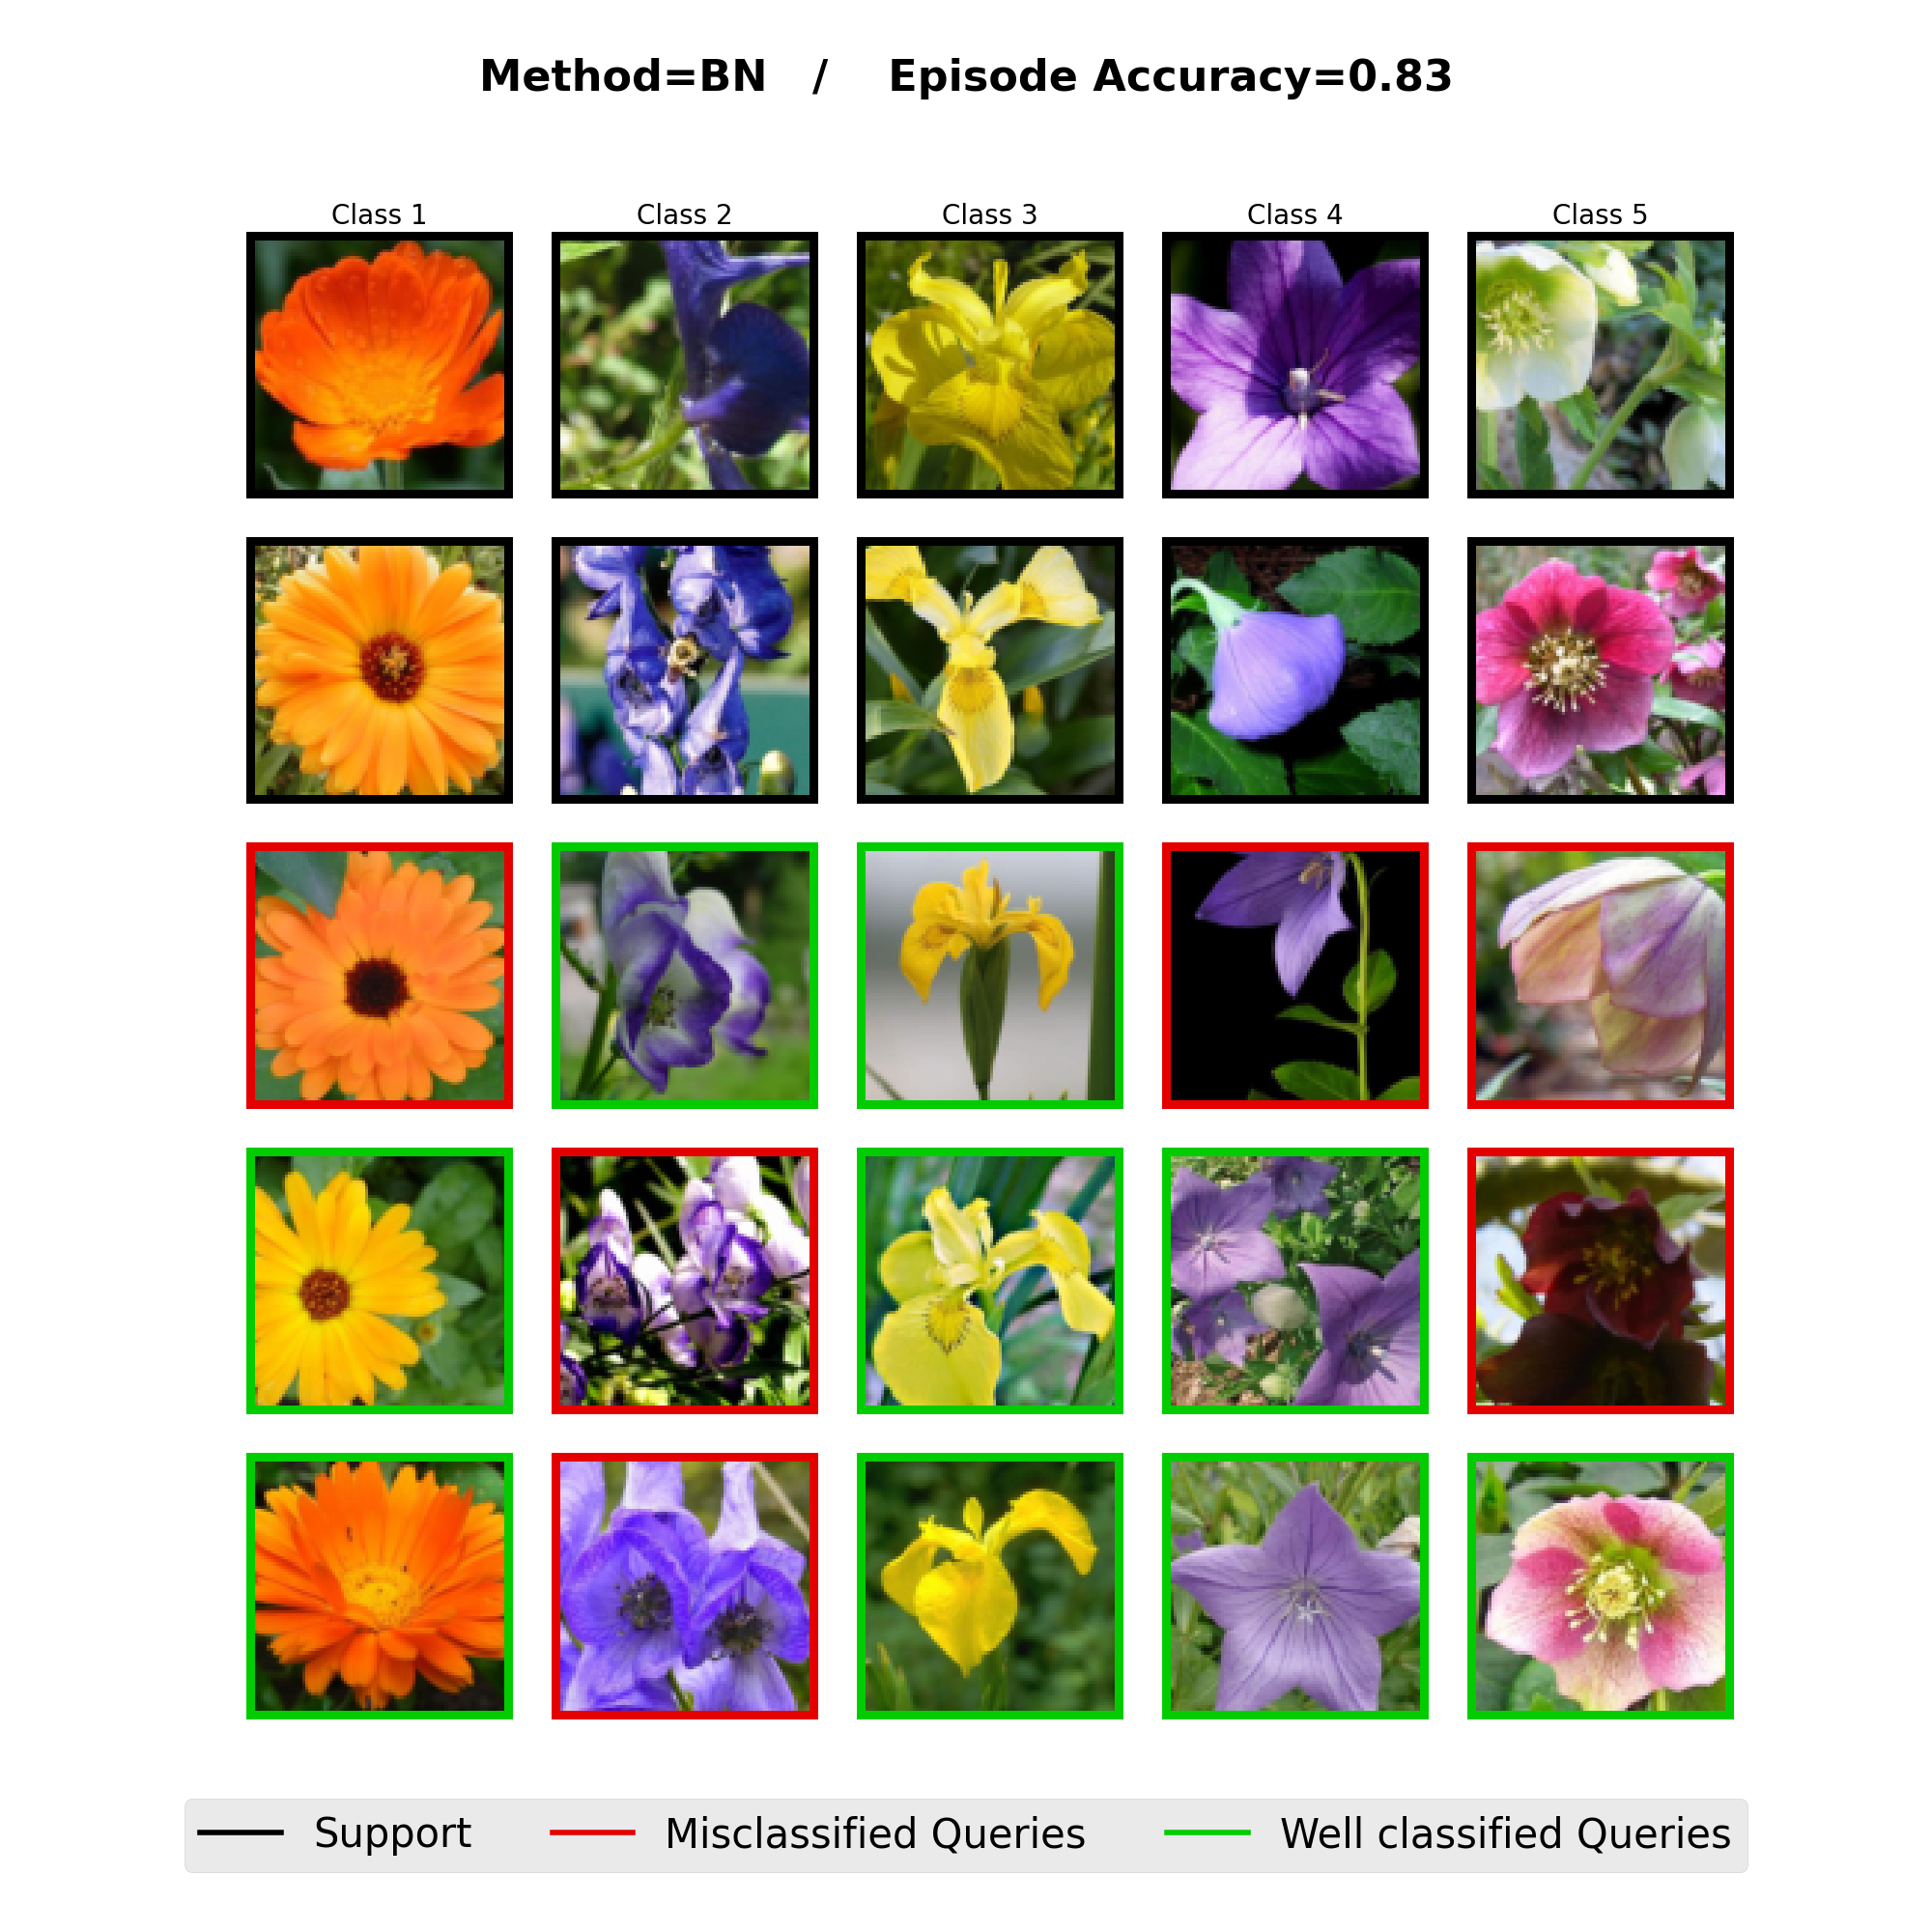 Method=BN / Episode Accuracy=0.83
Class 1 Class 2 Class 3 Class 4 Class 5
Support Misclassified Queries Well classified Queries